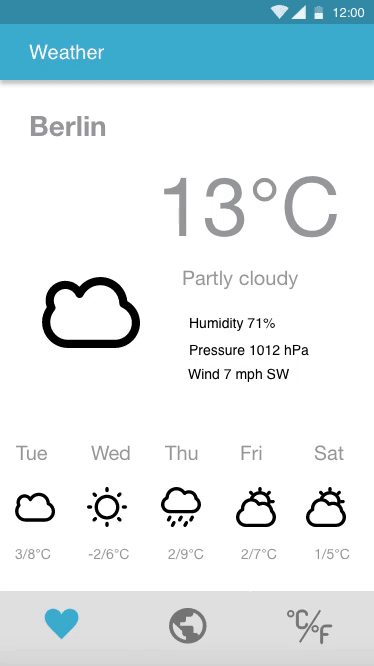 12:00
Weather
Berlin
13°C
Partly cloudy
Humidity 71%
Pressure 1012 hPa
Wind 7 mph SW
Tue Wed Thu Fri Sat
3/8°C -2/6°C 2/9°C 2/7°C 1/5°C
°C/°F